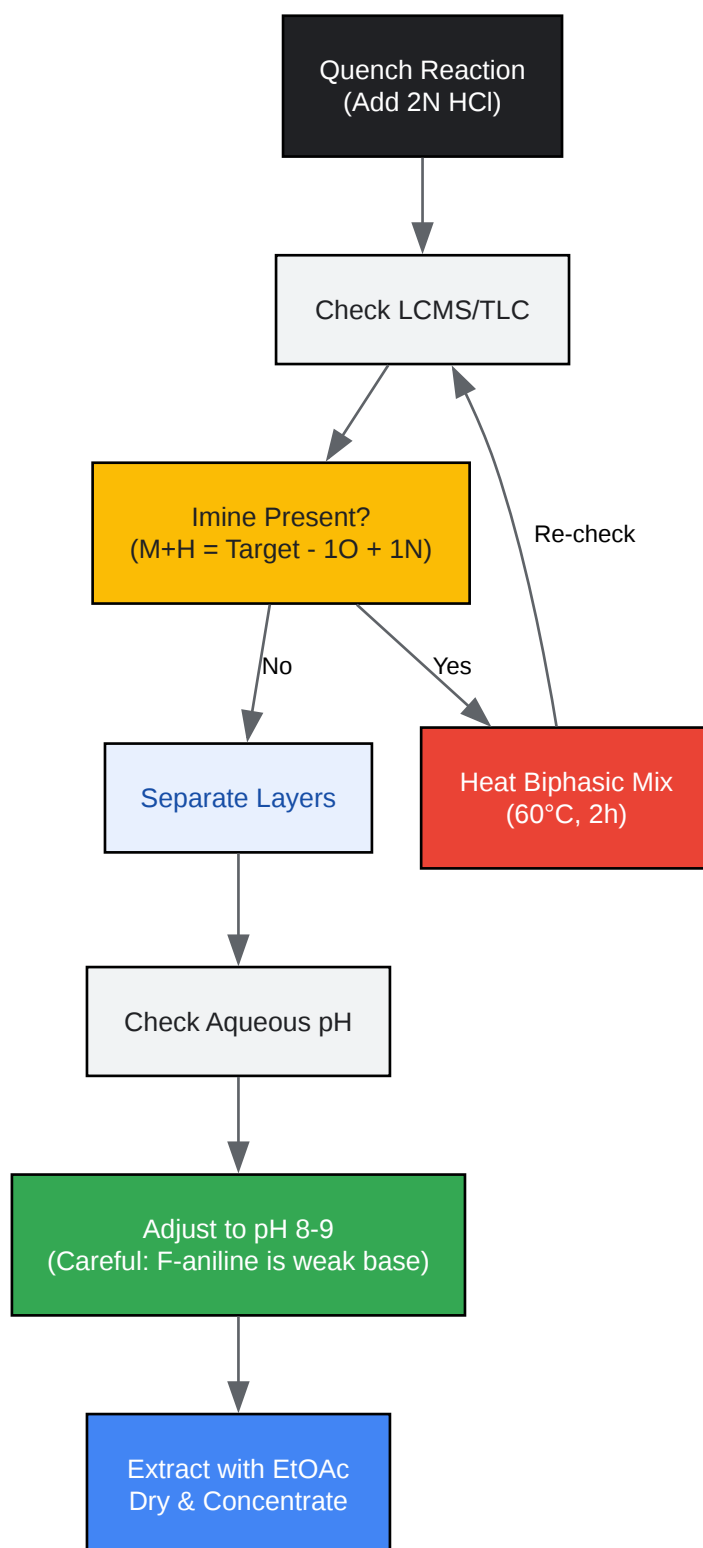 Quench Reaction
(Add 2N HCl)
Check LCMS/TLC
Imine Present?
(M+H = Target - 1O + 1N)
Re-check
No
Yes
Separate Layers
Heat Biphasic Mix
(60°C, 2h)
Check Aqueous pH
Adjust to pH 8-9
(Careful: F-aniline is weak base)
Extract with EtOAc
Dry & Concentrate